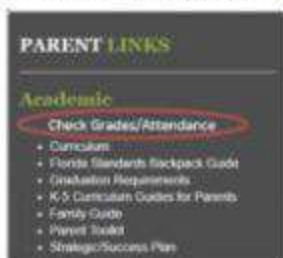 PARENT LINKS
Academic
Check Grades/Attendance
• Curriculum
• Florida Standards Backpack Guide
• Graduation Requirements
• K-5 Curriculum Guides for Parents
• Family Guide
• Parent Toolkit
• Strategic/Success Plan